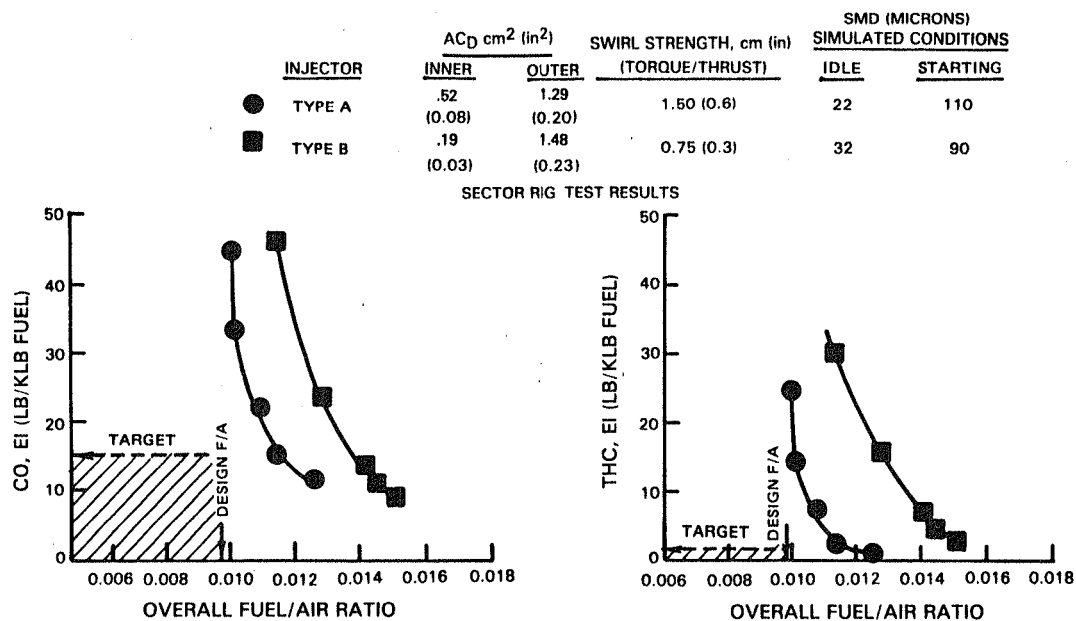 SMD (MICRONS)
ACD cm2 (in2) SWIRL STRENGTH, cm (in) SIMULATED CONDITIONS
INJECTOR INNER OUTER (TORQUE/THRUST) IDLE STARTING
TYPE A .52 1.29 1.50 (0.6) 22 110
(0.08) (0.20)
TYPE B .19 1.48 0.75 (0.3) 32 90
(0.03) (0.23)
SECTOR RIG TEST RESULTS
CO, EI (LB/KLB FUEL)
50
40
30
20
10
0
TARGET
DESIGN F/A
0.006 0.008 0.010 0.012 0.014 0.016 0.018
OVERALL FUEL/AIR RATIO
THC, EI (LB/KLB FUEL)
50
40
30
20
10
0
TARGET
DESIGN F/A
0.006 0.008 0.010 0.012 0.014 0.016 0.018
OVERALL FUEL/AIR RATIO